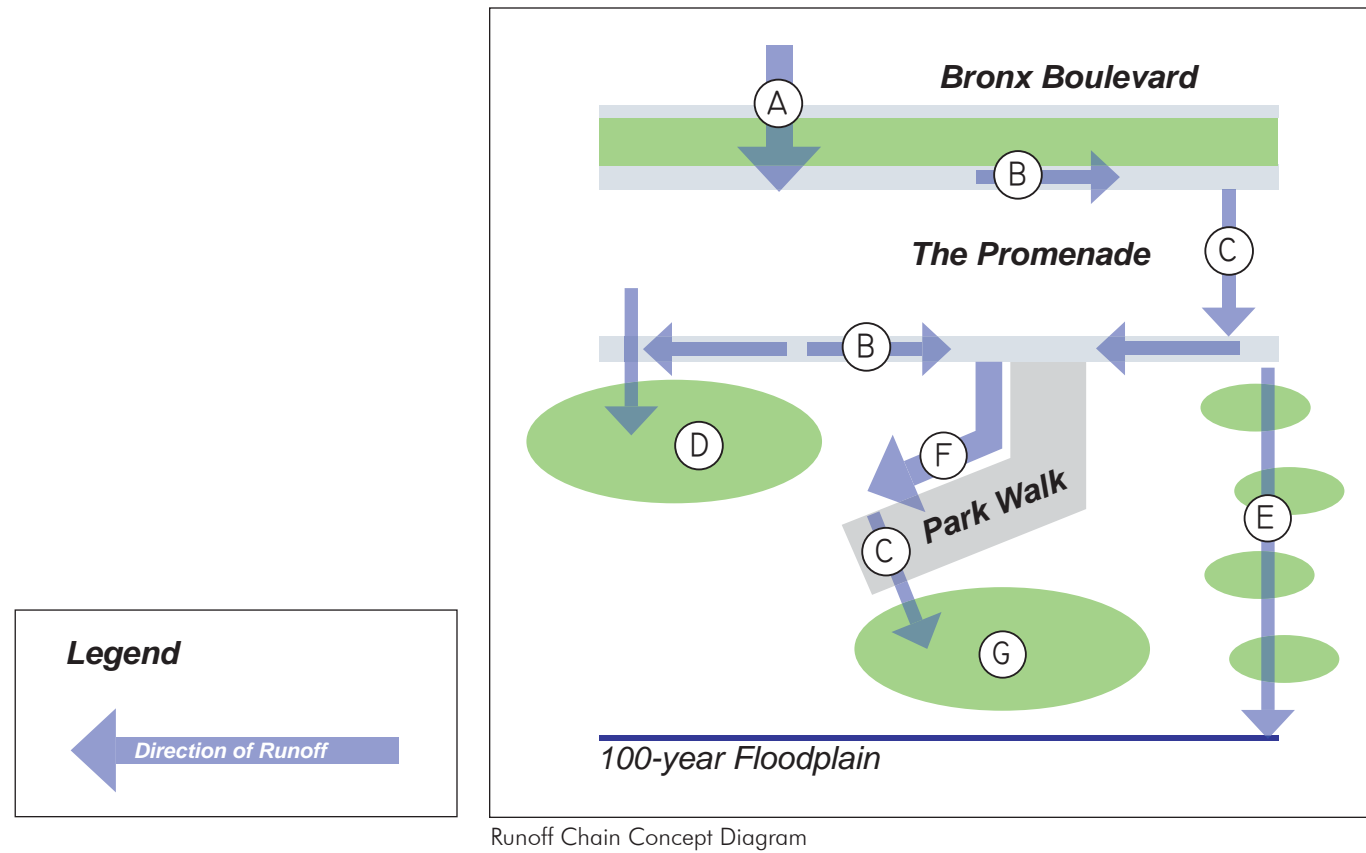 Bronx Boulevard
A
B
The Promenade
C
B
D
F
Park Walk
E
C
G
100-year Floodplain
Legend
Direction of Runoff
Runoff Chain Concept Diagram